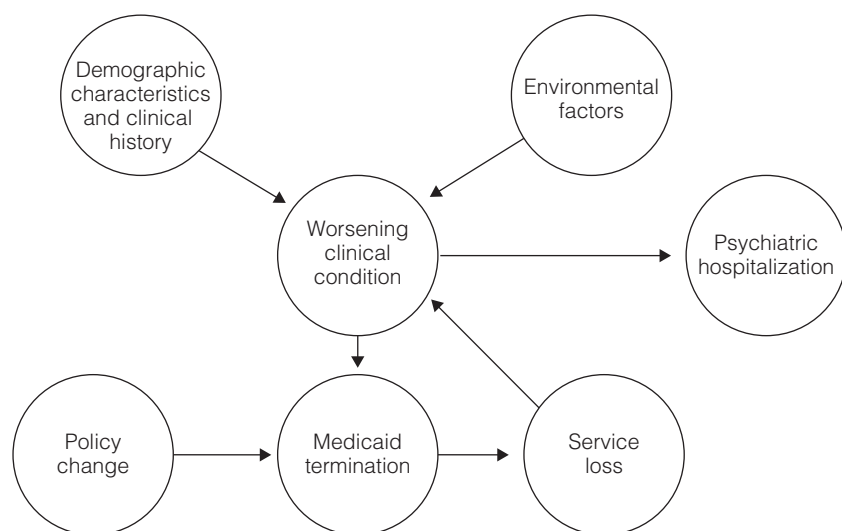 Demographic
characteristics
and clinical
history
Environmental
factors
Worsening
clinical
condition
Psychiatric
hospitalization
Policy
change
Medicaid
termination
Service
loss